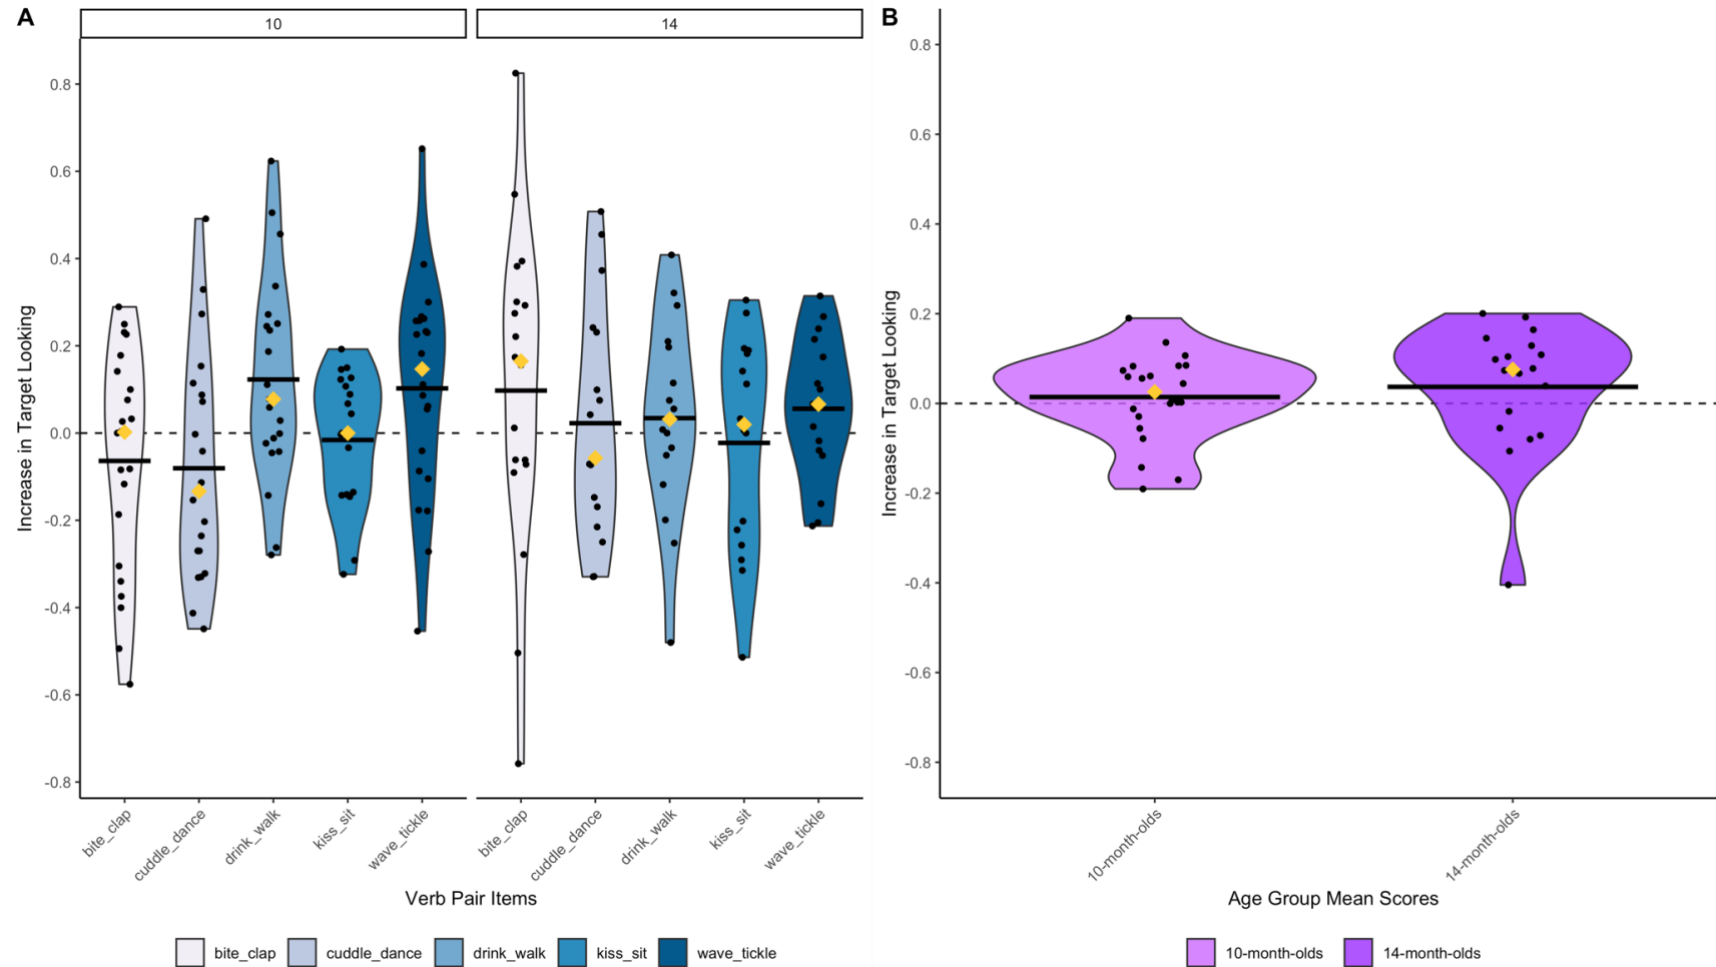 A
10
14
Increase in Target Looking
0.8
0.6
0.4
0.2
0.0
-0.2
-0.4
-0.6
-0.8
bite_clap
cuddle_dance
drink_walk
kiss_sit
wave_tickle
bite_clap
cuddle_dance
drink_walk
kiss_sit
wave_tickle
Verb Pair Items
bite_clap cuddle_dance drink_walk kiss_sit wave_tickle
B
Increase in Target Looking
0.8
0.6
0.4
0.2
0.0
-0.2
-0.4
-0.6
-0.8
10-month-olds
14-month-olds
Age Group Mean Scores
10-month-olds 14-month-olds